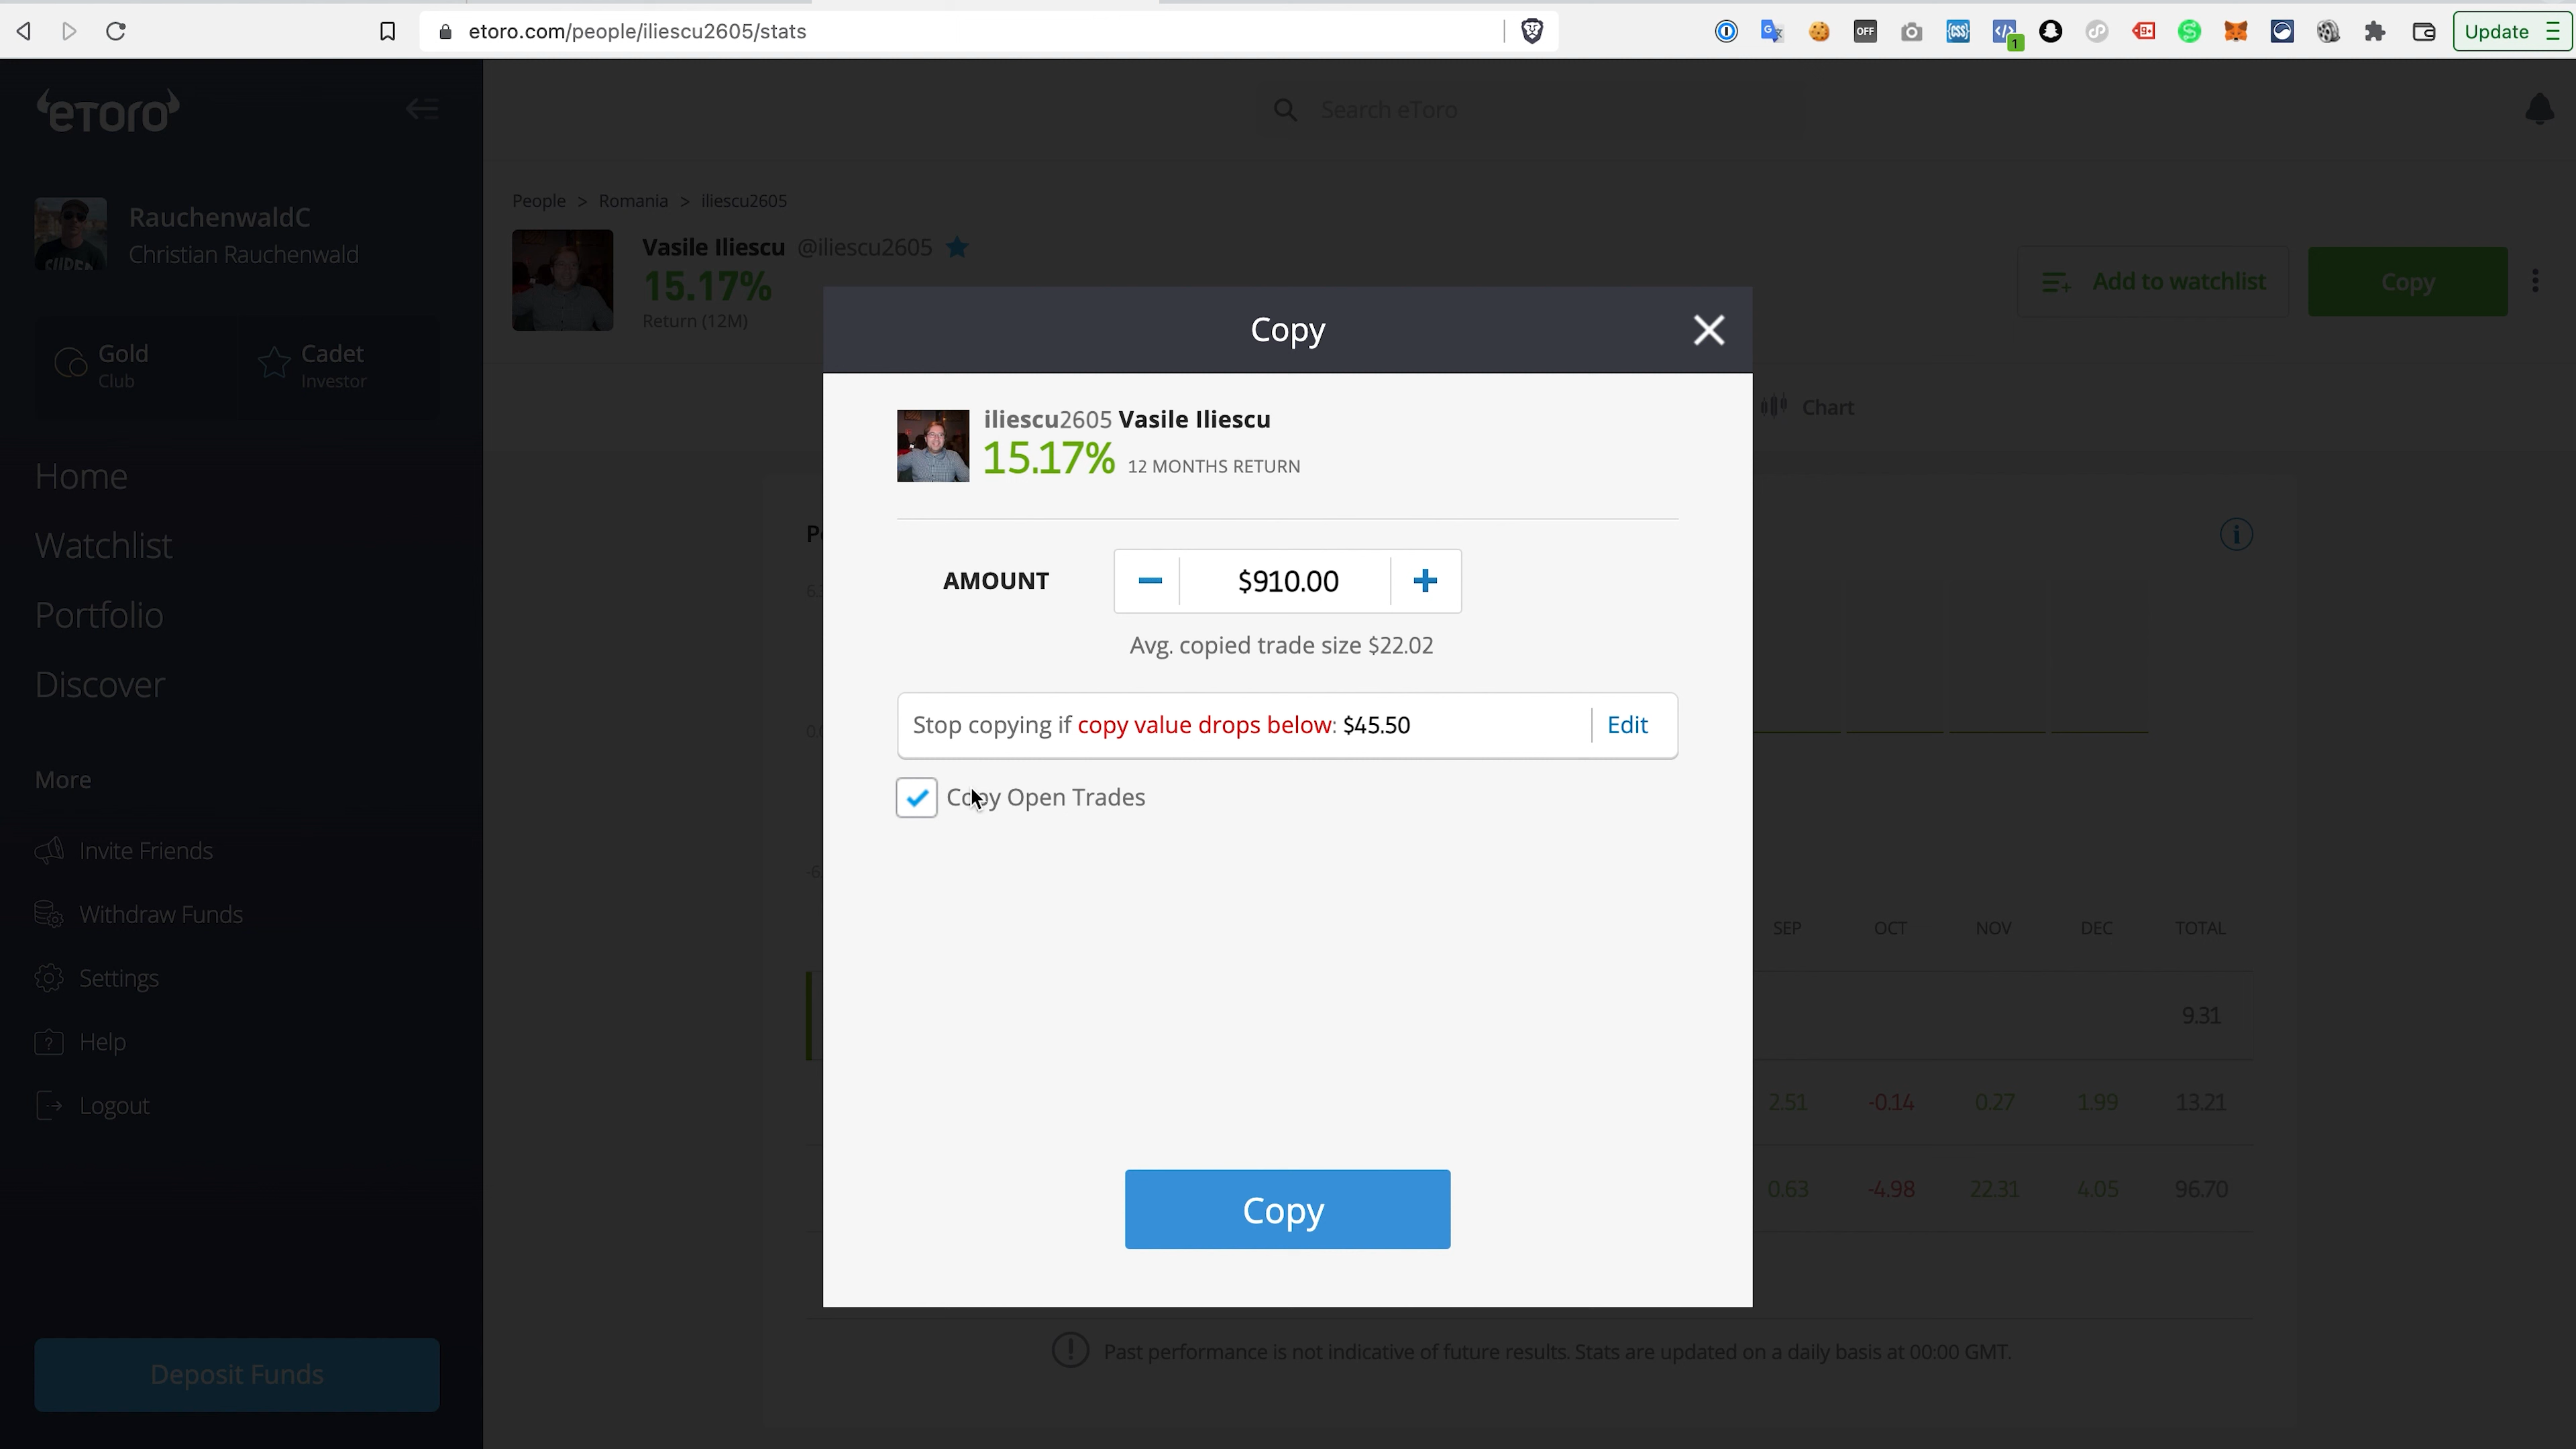 etoro.com/people/iliescu2605/stats
OFF
1
Update
eToro
Search eToro
RauchenwaldC
Christian Rauchenwald
People > Romania > iliescu2605
Vasile Iliescu @iliescu2605
15.17%
Return (12M)
Add to watchlist
Copy
Gold
Club
Cadet
Investor
Copy
Chart
iliescu2605 Vasile Iliescu
15.17% 12 MONTHS RETURN
Home
Watchlist
Portfolio
Discover
AMOUNT
$910.00
Avg. copied trade size $22.02
Stop copying if copy value drops below: $45.50
Edit
Copy Open Trades
More
Invite Friends
Withdraw Funds
Settings
Help
Logout
SEP OCT NOV DEC TOTAL
9.31
2.51 -0.14 0.27 1.99 13.21
0.63 -4.98 22.31 4.05 96.70
Copy
Past performance is not indicative of future results. Stats are updated on a daily basis at 00:00 GMT.
Deposit Funds